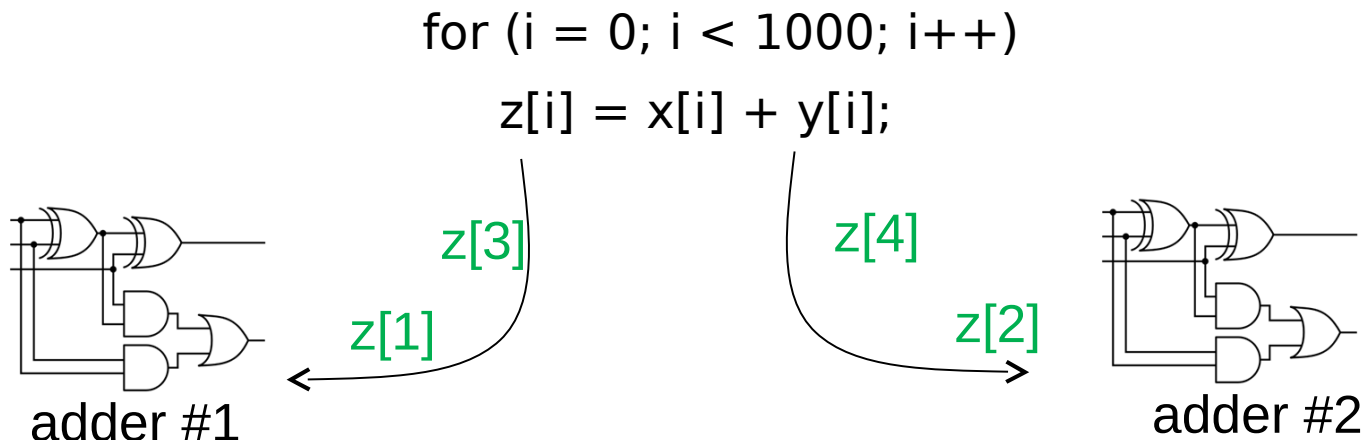 for (i = 0; i < 1000; i++)
z[i] = x[i] + y[i];
z[3]
z[4]
z[1]
z[2]
adder #1
adder #2